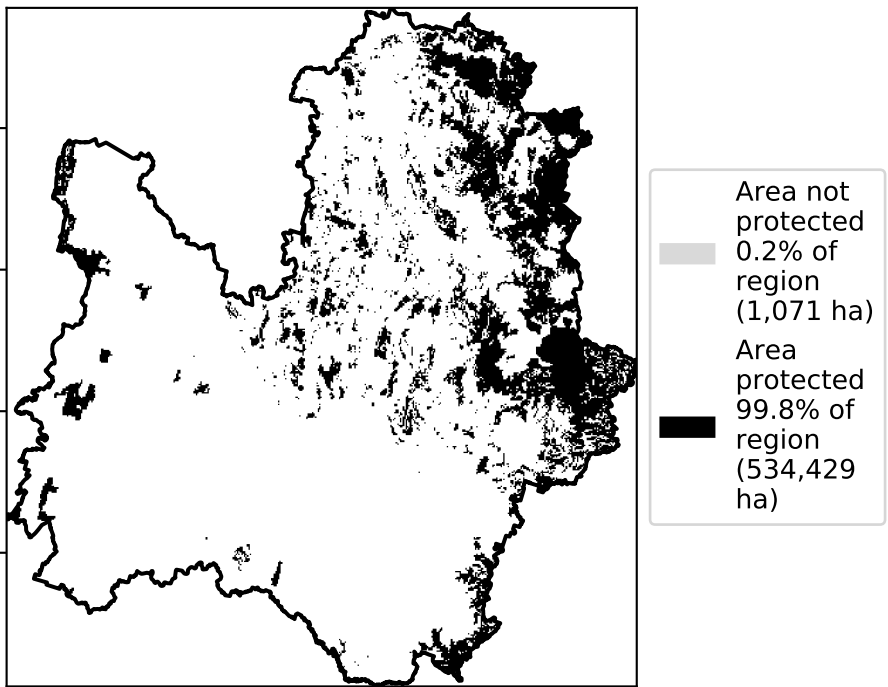 Area not
protected
0.2% of
region
(1,071 ha)
Area
protected
99.8% of
region
(534,429
ha)